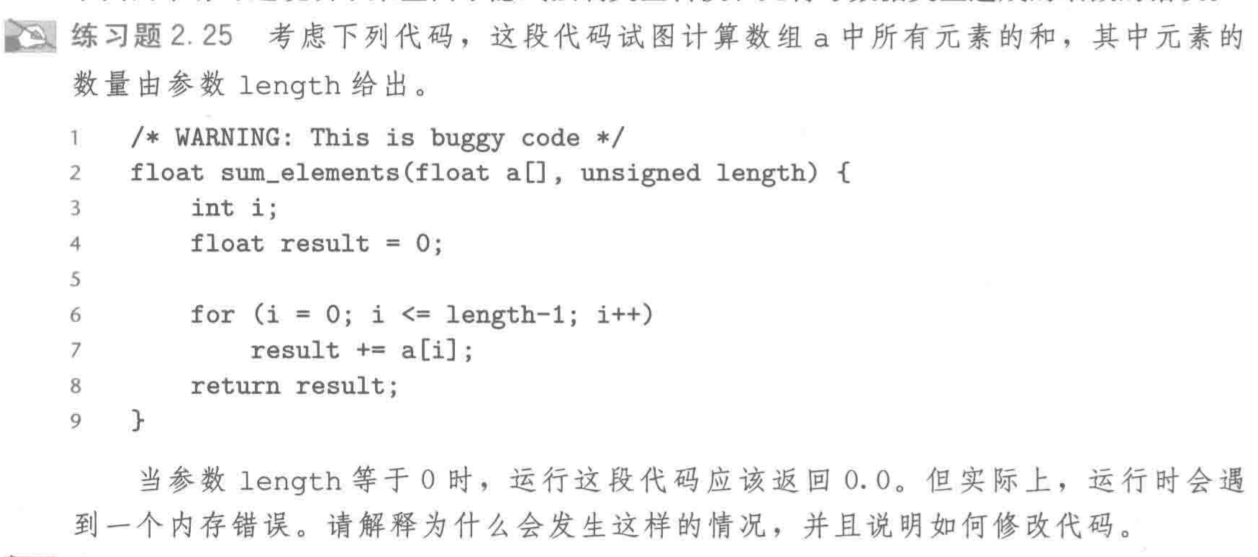 练习题 2.25 考虑下列代码，这段代码试图计算数组 a 中所有元素的和，其中元素的
数量由参数 length 给出。
1 /* WARNING: This is buggy code */
2 float sum_elements(float a[], unsigned length) {
3 int i;
4 float result = 0;
5
6 for (i = 0; i <= length-1; i++)
7 result += a[i];
8 return result;
9 }
当参数 length 等于 0 时，运行这段代码应该返回 0.0。但实际上，运行时会遇
到一个内存错误。请解释为什么会发生这样的情况，并且说明如何修改代码。